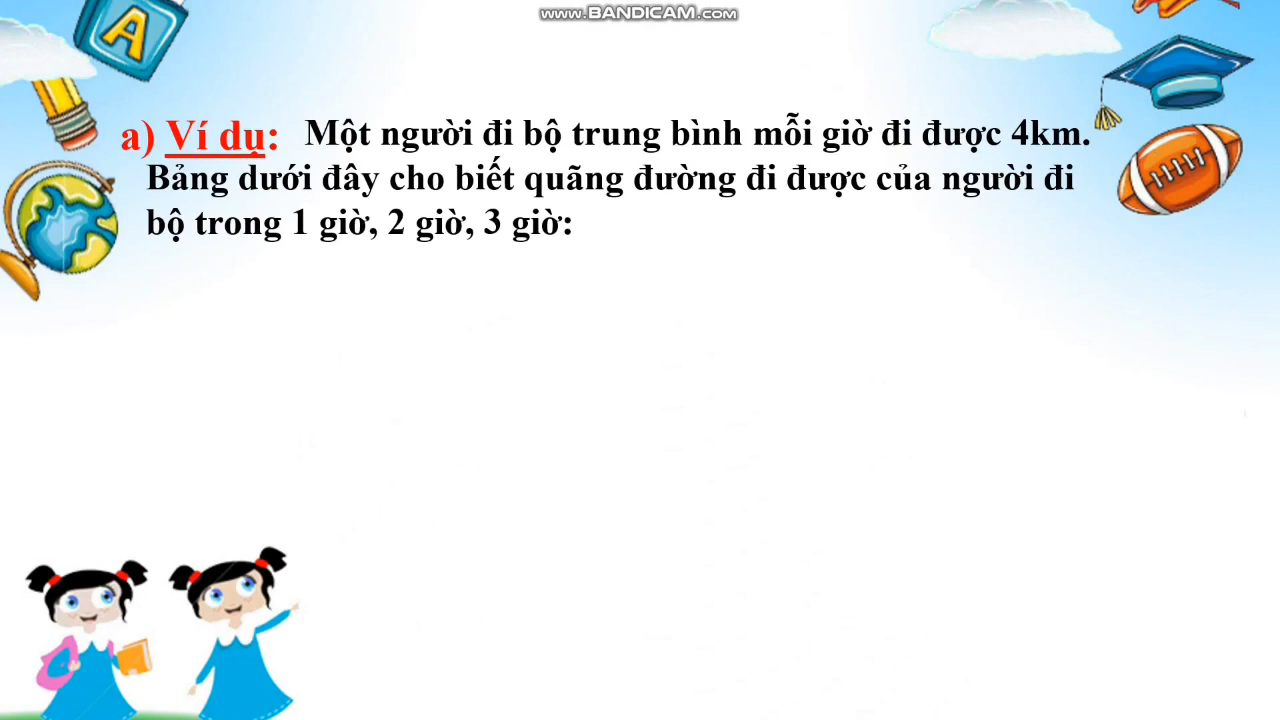 www.BANDICAM.com
A
a) Ví dụ: Một người đi bộ trung bình mỗi giờ đi được 4km.
Bảng dưới đây cho biết quãng đường đi được của người đi
bộ trong 1 giờ, 2 giờ, 3 giờ: